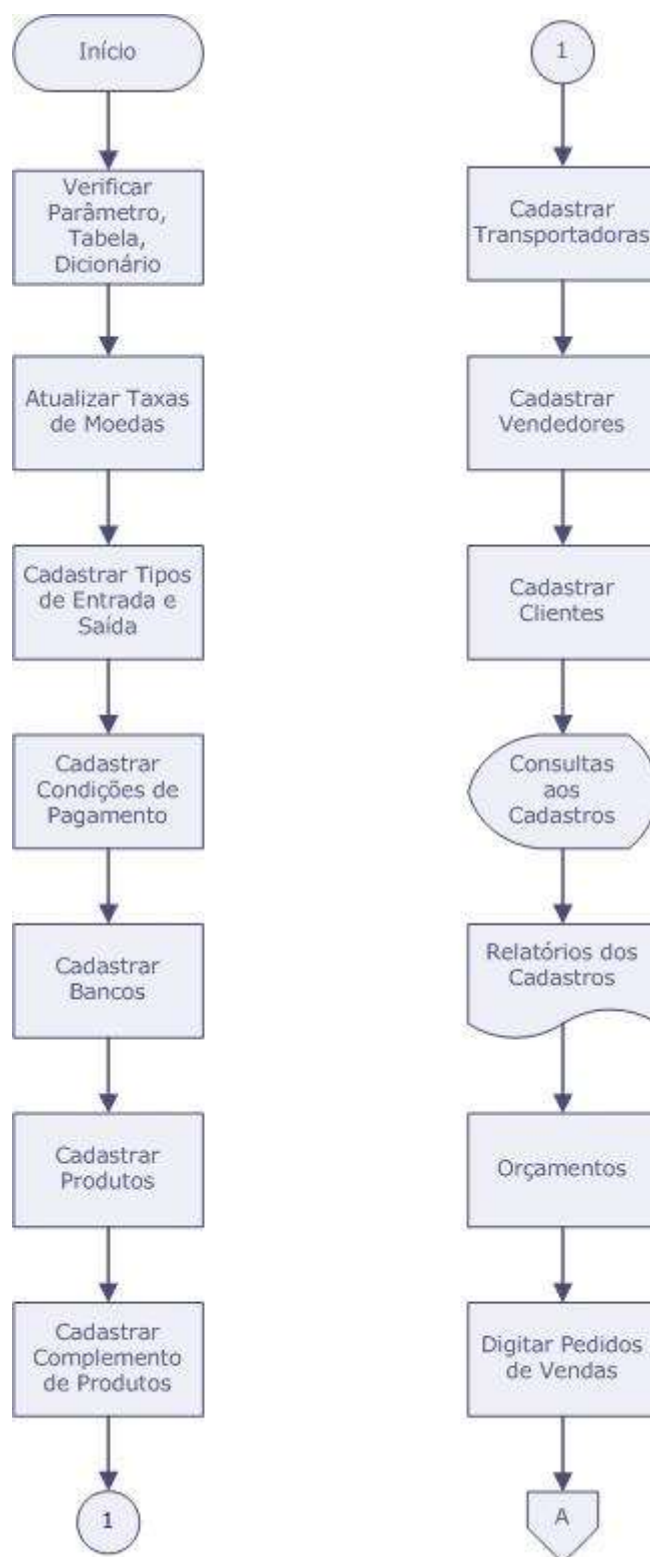 Início
Verificar
Parâmetro,
Tabela,
Dicionário
Atualizar Taxas
de Moedas
Cadastrar Tipos
de Entrada e
Saída
Cadastrar
Condições de
Pagamento
Cadastrar
Bancos
Cadastrar
Produtos
Cadastrar
Complemento
de Produtos
1
1
Cadastrar
Transportadoras
Cadastrar
Vendedores
Cadastrar
Clientes
Consultas
aos
Cadastros
Relatórios dos
Cadastros
Orçamentos
Digitar Pedidos
de Vendas
A